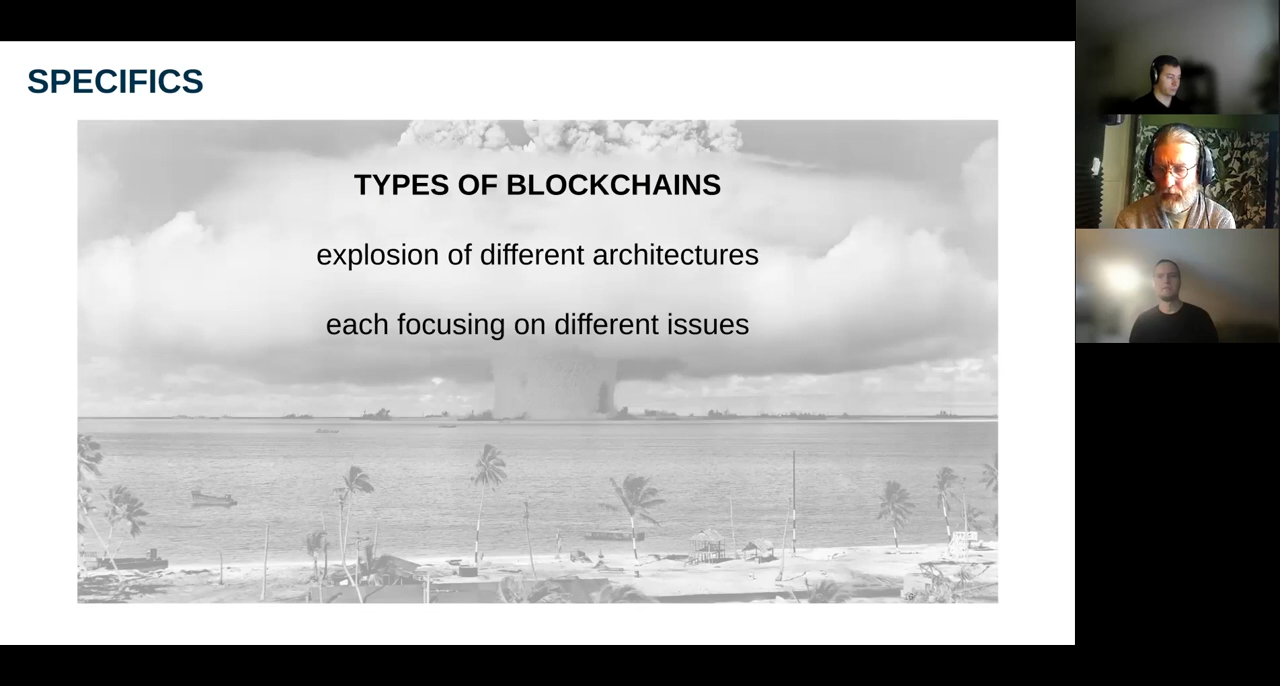 SPECIFICS
TYPES OF BLOCKCHAINS
explosion of different architectures
each focusing on different issues